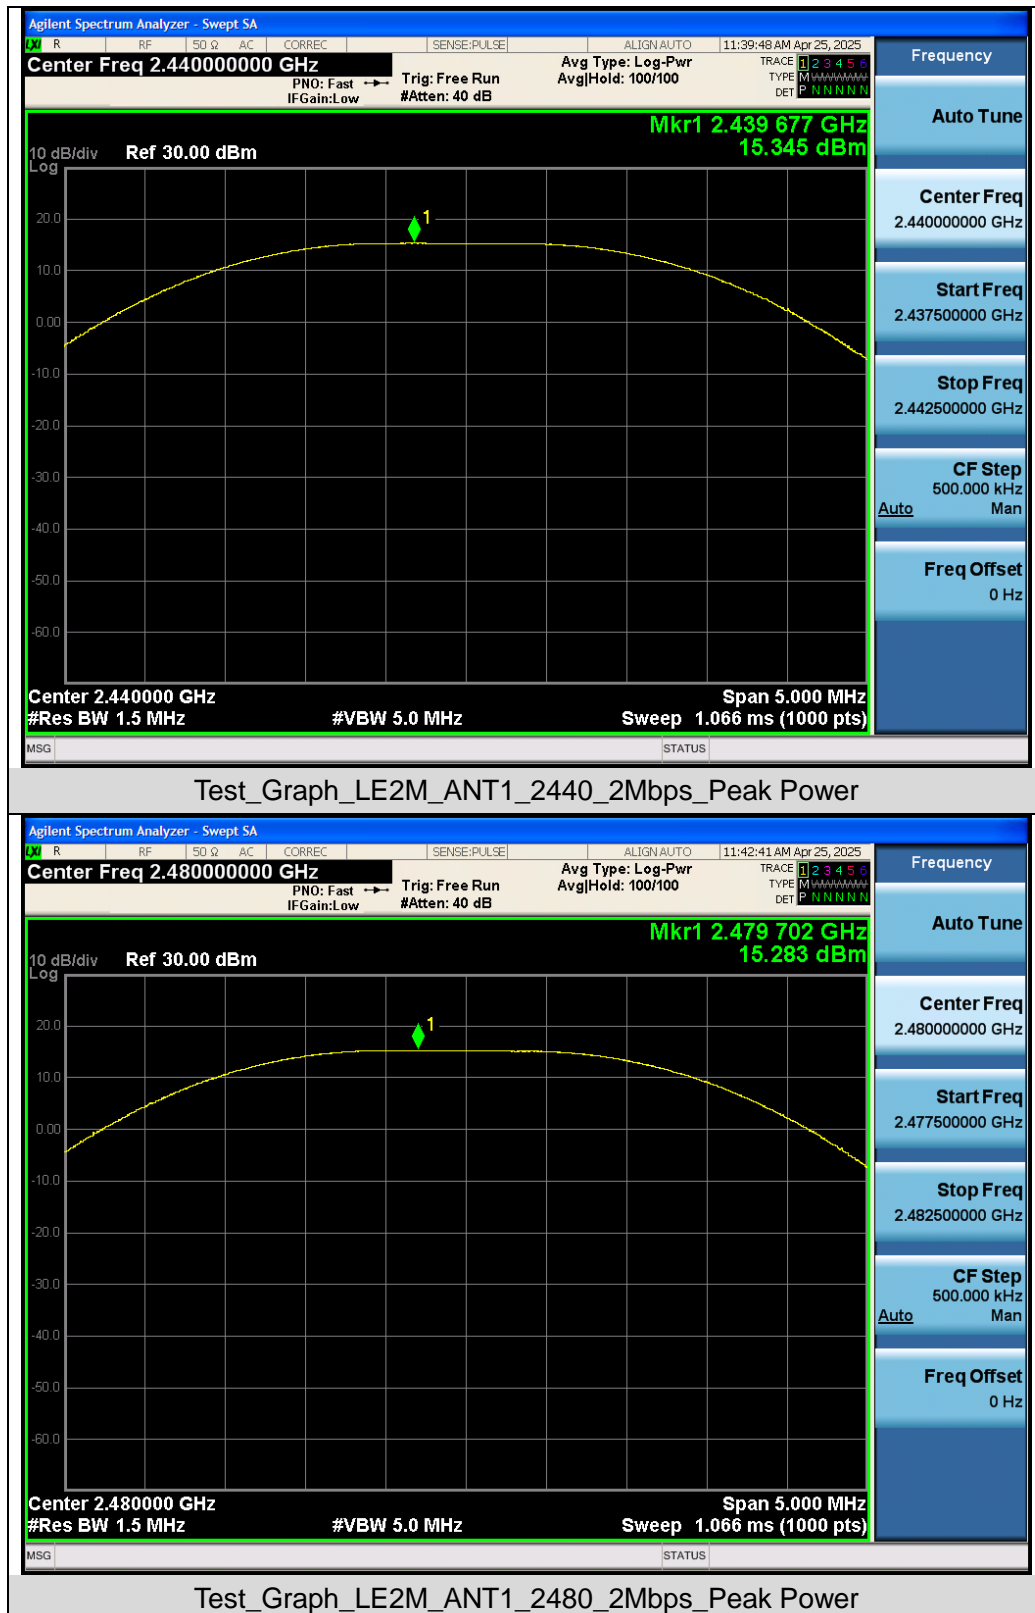 Agilent Spectrum Analyzer - Swept SA
LXI R RF 50 Ω AC CORREC SENSE:PULSE ALIGN AUTO 11:39:48 AM Apr 25, 2025
Center Freq 2.440000000 GHz
PNO: Fast
IFGain:Low
Trig: Free Run
#Atten: 40 dB
Avg Type: Log-Pwr
Avg|Hold: 100/100
TRACE 1 2 3 4 5 6
TYPE M WWWWW
DET P N N N N N
Frequency
Auto Tune
Center Freq
2.440000000 GHz
Start Freq
2.437500000 GHz
Stop Freq
2.442500000 GHz
CF Step
500.000 kHz
Auto Man
Freq Offset
0 Hz
Mkr1 2.439 677 GHz
15.345 dBm
10 dB/div Ref 30.00 dBm
Log
1
20.0
10.0
0.00
-10.0
-20.0
-30.0
-40.0
-50.0
-60.0
Center 2.440000 GHz Span 5.000 MHz
#Res BW 1.5 MHz #VBW 5.0 MHz Sweep 1.066 ms (1000 pts)
MSG STATUS
Test_Graph_LE2M_ANT1_2440_2Mbps_Peak Power
Agilent Spectrum Analyzer - Swept SA
LXI R RF 50 Ω AC CORREC SENSE:PULSE ALIGN AUTO 11:42:41 AM Apr 25, 2025
Center Freq 2.480000000 GHz
PNO: Fast
IFGain:Low
Trig: Free Run
#Atten: 40 dB
Avg Type: Log-Pwr
Avg|Hold: 100/100
TRACE 1 2 3 4 5 6
TYPE M WWWWW
DET P N N N N N
Frequency
Auto Tune
Center Freq
2.480000000 GHz
Start Freq
2.477500000 GHz
Stop Freq
2.482500000 GHz
CF Step
500.000 kHz
Auto Man
Freq Offset
0 Hz
Mkr1 2.479 702 GHz
15.283 dBm
10 dB/div Ref 30.00 dBm
Log
1
20.0
10.0
0.00
-10.0
-20.0
-30.0
-40.0
-50.0
-60.0
Center 2.480000 GHz Span 5.000 MHz
#Res BW 1.5 MHz #VBW 5.0 MHz Sweep 1.066 ms (1000 pts)
MSG STATUS
Test_Graph_LE2M_ANT1_2480_2Mbps_Peak Power